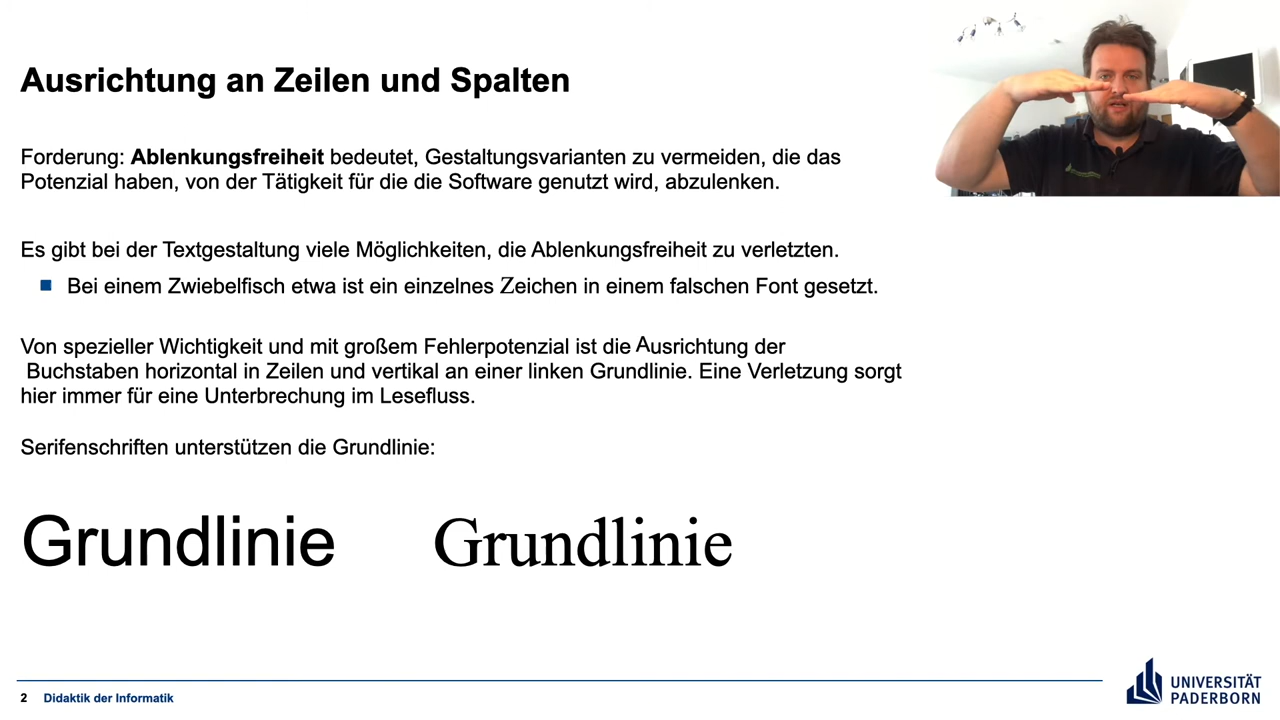 Ausrichtung an Zeilen und Spalten
Forderung: Ablenkungsfreiheit bedeutet, Gestaltungsvarianten zu vermeiden, die das
Potenzial haben, von der Tätigkeit für die die Software genutzt wird, abzulenken.
Es gibt bei der Textgestaltung viele Möglichkeiten, die Ablenkungsfreiheit zu verletzten.
Bei einem Zwiebelfisch etwa ist ein einzelnes Zeichen in einem falschen Font gesetzt.
Von spezieller Wichtigkeit und mit großem Fehlerpotenzial ist die Ausrichtung der
Buchstaben horizontal in Zeilen und vertikal an einer linken Grundlinie. Eine Verletzung sorgt
hier immer für eine Unterbrechung im Lesefluss.
Serifenschriften unterstützen die Grundlinie:
Grundlinie Grundlinie
2 Didaktik der Informatik
UNIVERSITÄT
PADERBORN